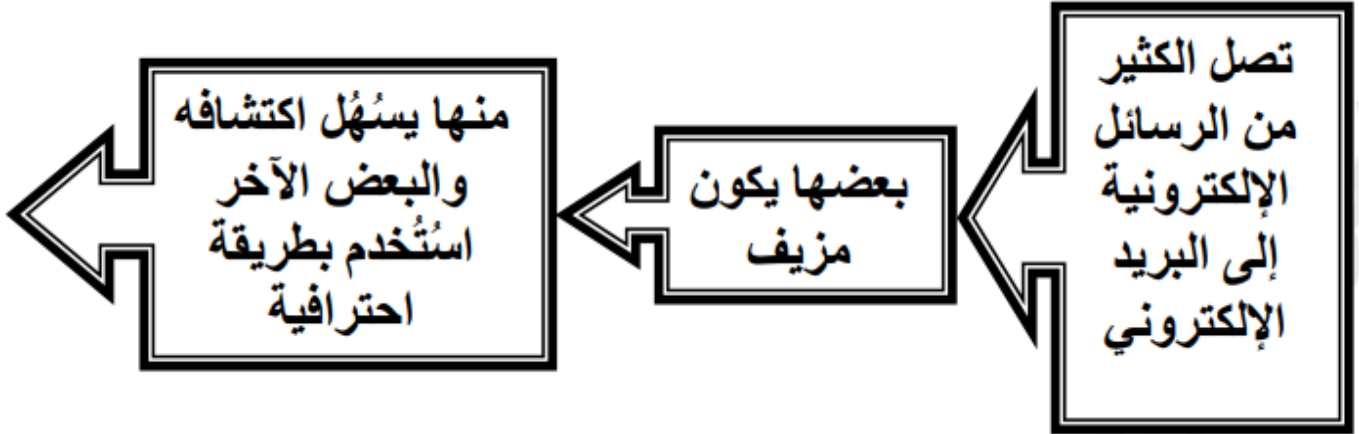 تصل الكثير
من الرسائل
الإلكترونية
إلى البريد
الإلكتروني
بعضها يكون
مزيف
منها يسُهُل اكتشافه
والبعض الآخر
استُخدم بطريقة
احترافية